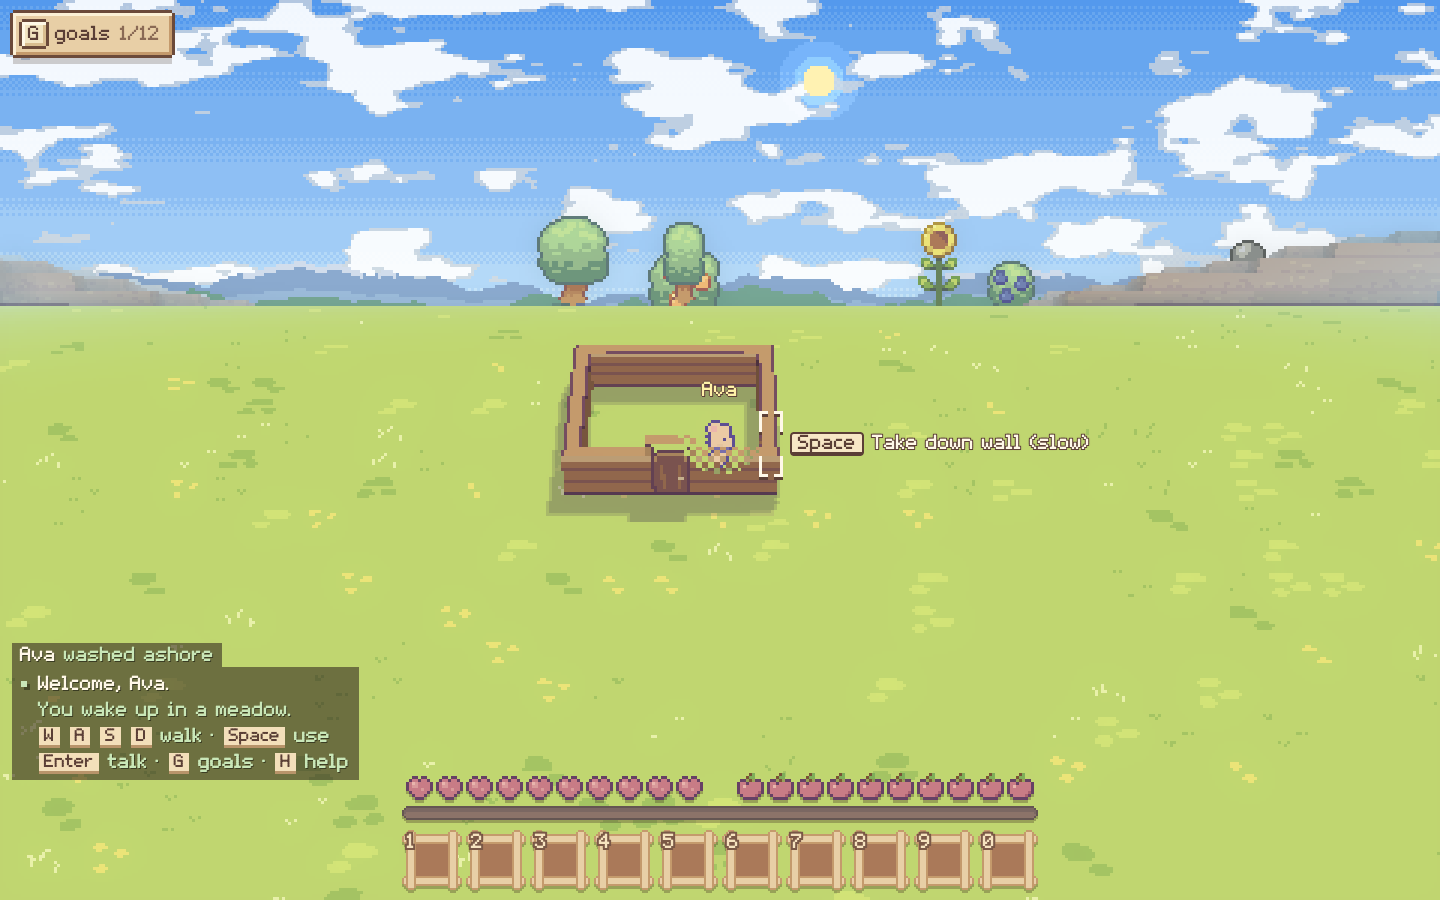 G goals 1/12
Ava
Space Take down wall (slow)
Ava washed ashore
Welcome, Ava.
You wake up in a meadow.
W A S D walk · Space use
Enter talk · G goals · H help
1 2 3 4 5 6 7 8 9 0